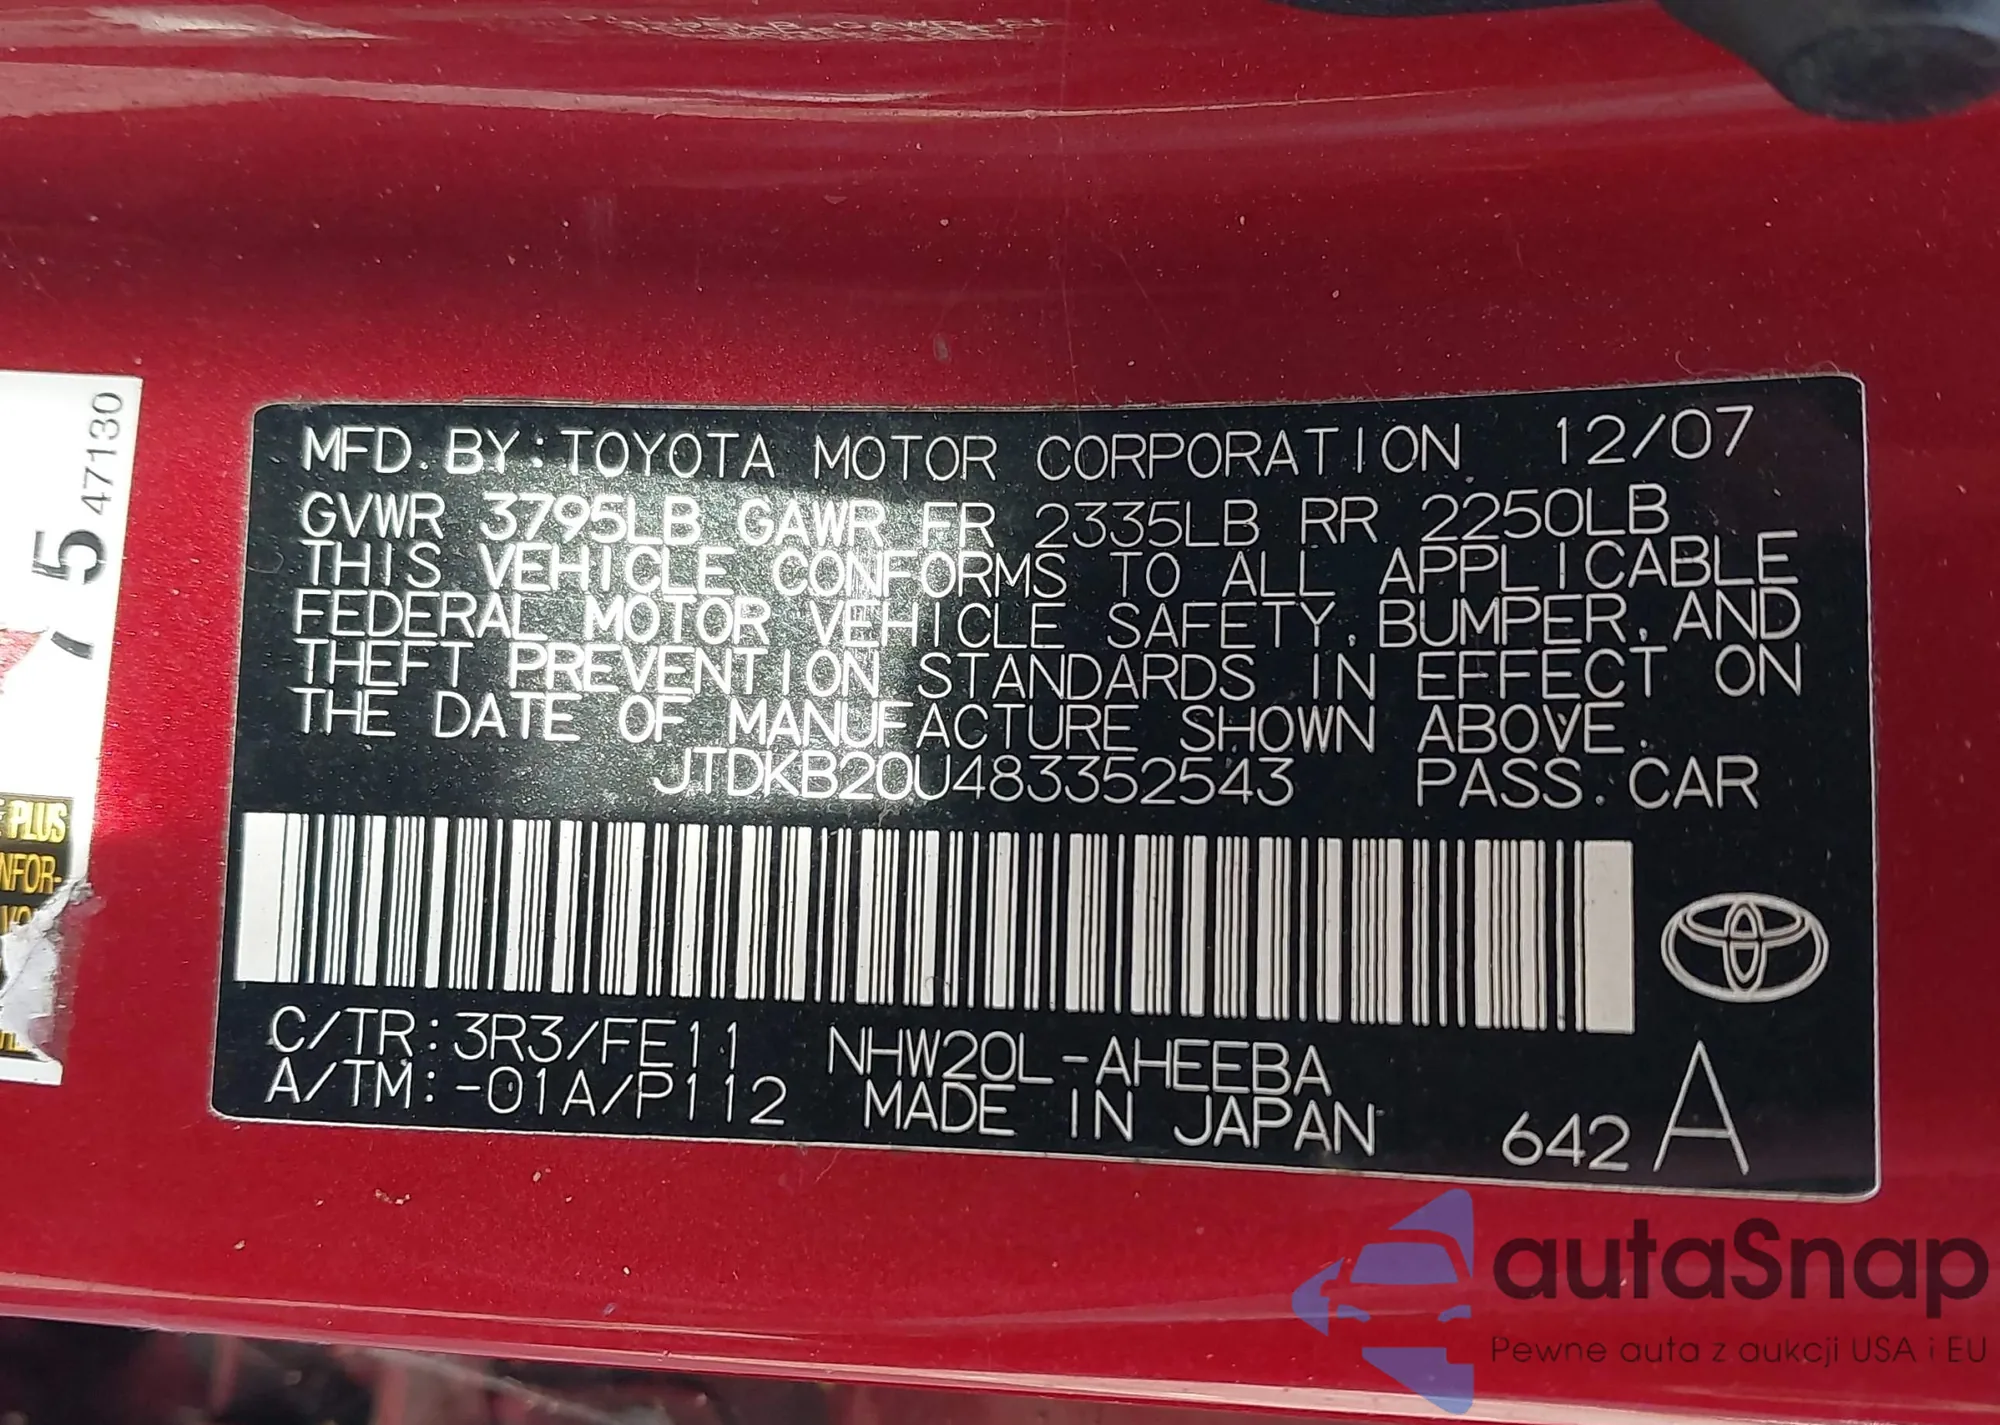 MFD. BY: TOYOTA MOTOR CORPORATION 12/07
GVWR 3795LB GAWR FR 2335LB RR 2250LB
THIS VEHICLE CONFORMS TO ALL APPLICABLE
FEDERAL MOTOR VEHICLE SAFETY, BUMPER, AND
THEFT PREVENTION STANDARDS IN EFFECT ON
THE DATE OF MANUFACTURE SHOWN ABOVE.
JTDKB20U483352543 PASS. CAR
C/TR: 3R3/FE11 NHW20L-AHEEBA
A/TM: -01A/P112 MADE IN JAPAN 642 A
5 47130
PLUS
autaSnap
Pewne auta z aukcji USA i EU